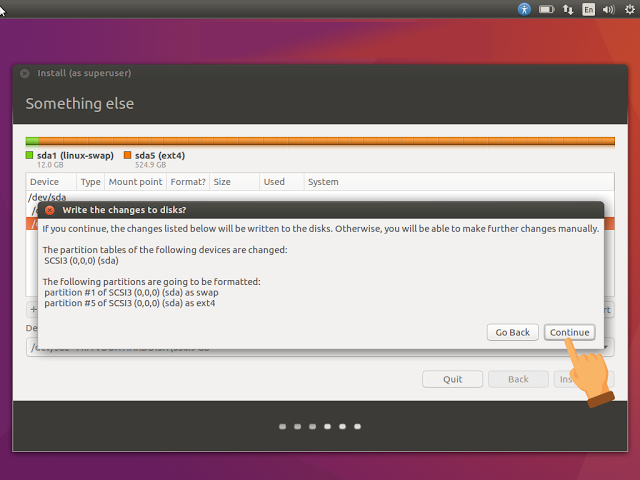 En
Install (as superuser)
Something else
sda1 (linux-swap)
12.0 GB
sda5 (ext4)
524.9 GB
Device Type Mount point Format? Size Used System
/dev/sda
Write the changes to disks?
If you continue, the changes listed below will be written to the disks. Otherwise, you will be able to make further changes manually.
The partition tables of the following devices are changed:
SCSI3 (0,0,0) (sda)
The following partitions are going to be formatted:
partition #1 of SCSI3 (0,0,0) (sda) as swap
partition #5 of SCSI3 (0,0,0) (sda) as ext4
Go Back Continue
Quit Back